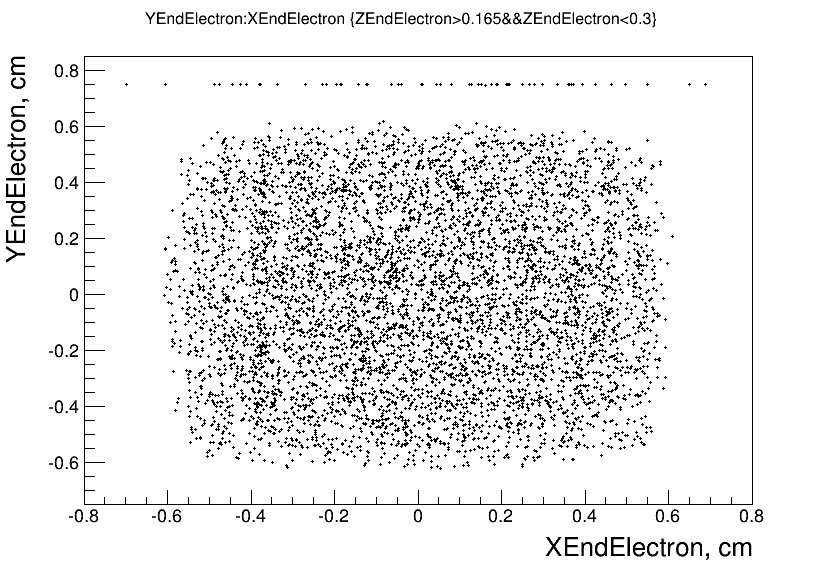 YEndElectron:XEndElectron {ZEndElectron>0.165&&ZEndElectron<0.3}
YEndElectron, cm
0.8
0.6
0.4
0.2
0
-0.2
-0.4
-0.6
-0.8 -0.6 -0.4 -0.2 0 0.2 0.4 0.6 0.8
XEndElectron, cm